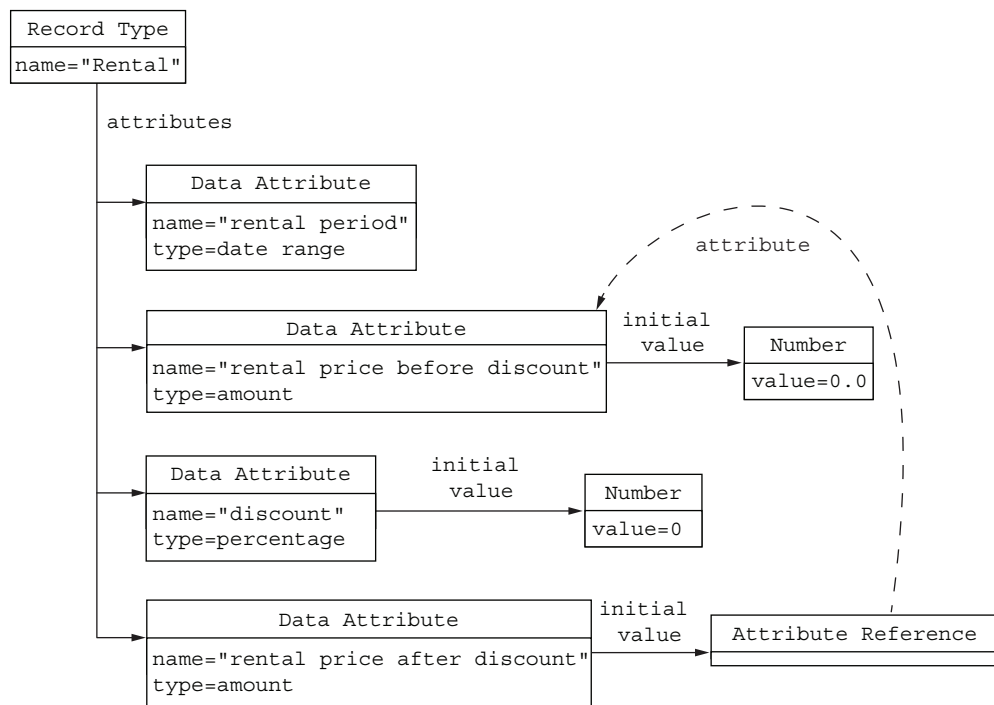 Record Type
name="Rental"
attributes
Data Attribute
name="rental period"
type=date range
attribute
Data Attribute
name="rental price before discount"
type=amount
initial
value
Number
value=0.0
Data Attribute
name="discount"
type=percentage
initial
value
Number
value=0
Data Attribute
name="rental price after discount"
type=amount
initial
value
Attribute Reference